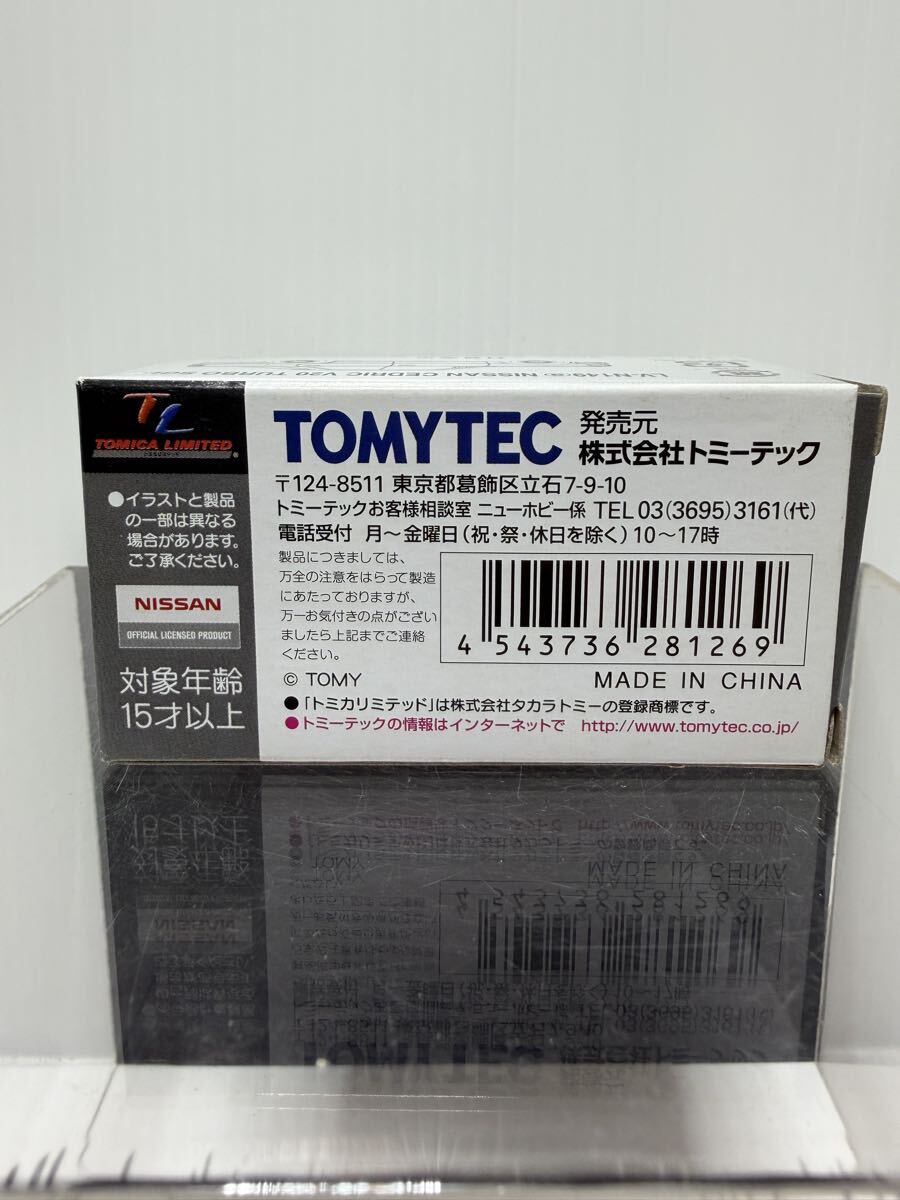 LV-N149 NISSAN CEDRIC V20 TURBO
TL
TOMICA LIMITED
●イラストと製品
の一部は異なる
場合があります。
ご了承ください。
NISSAN
OFFICIAL LICENSED PRODUCT
対象年齢
15才以上
TOMYTEC 発売元
株式会社トミーテック
〒124-8511 東京都葛飾区立石7-9-10
トミーテックお客様相談室 ニューホビー係 TEL 03(3695)3161(代)
電話受付 月〜金曜日(祝・祭・休日を除く)10〜17時
製品につきましては、
万全の注意をはらって製造
にあたっておりますが、
万一お気付きの点がござい
ましたら上記までご連絡
ください。
4 543736 281269
© TOMY MADE IN CHINA
●「トミカリミテッド」は株式会社タカラトミーの登録商標です。
●トミーテックの情報はインターネットで http://www.tomytec.co.jp/